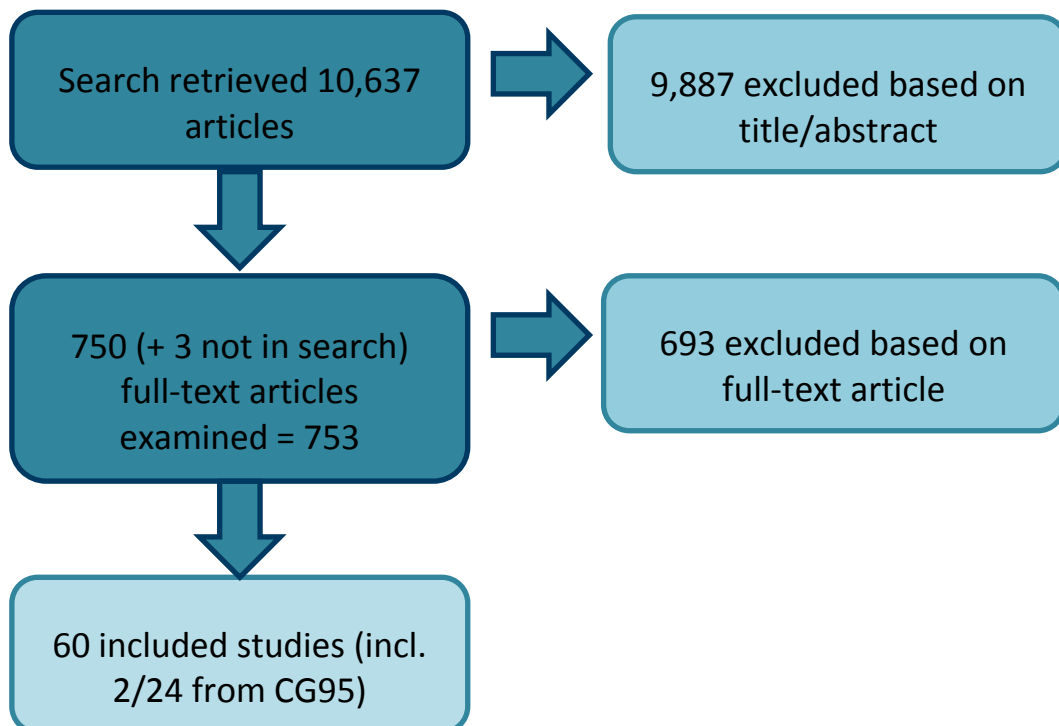 Search retrieved 10,637
articles
9,887 excluded based on
title/abstract
750 (+ 3 not in search)
full-text articles
examined = 753
693 excluded based on
full-text article
60 included studies (incl.
2/24 from CG95)